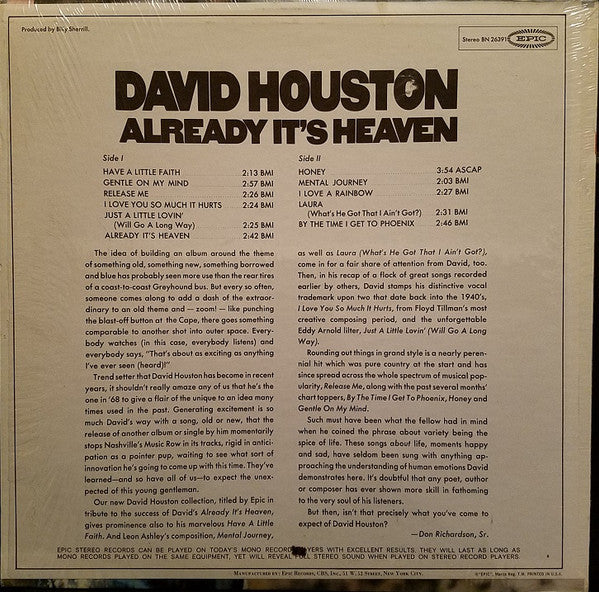 Produced by Billy Sherrill.
Stereo BN 26391
EPIC
DAVID HOUSTON
ALREADY IT'S HEAVEN
Side I
HAVE A LITTLE FAITH 2:13 BMI
GENTLE ON MY MIND 2:57 BMI
RELEASE ME 2:26 BMI
I LOVE YOU SO MUCH IT HURTS 2:24 BMI
JUST A LITTLE LOVIN'
(Will Go A Long Way) 2:25 BMI
ALREADY IT'S HEAVEN 2:42 BMI
Side II
HONEY 3:54 ASCAP
MENTAL JOURNEY 2:03 BMI
I LOVE A RAINBOW 2:27 BMI
LAURA
(What's He Got That I Ain't Got?) 2:31 BMI
BY THE TIME I GET TO PHOENIX 2:46 BMI
The idea of building an album around the theme
of something old, something new, something borrowed
and blue has probably seen more use than the rear tires
of a coast-to-coast Greyhound bus. But every so often,
someone comes along to add a dash of the extraor-
dinary to an old theme and — zoom! — like punching
the blast-off button at the Cape, there goes something
comparable to another shot into outer space. Every-
body watches (in this case, everybody listens) and
everybody says, "That's about as exciting as anything
I've ever seen (heard)!"
Trend setter that David Houston has become in recent
years, it shouldn't really amaze any of us that he's the
one in '68 to give a flair of the unique to an idea many
times used in the past. Generating excitement is so
much David's way with a song, old or new, that the
release of another album or single by him momentarily
stops Nashville's Music Row in its tracks, rigid in antici-
pation as a pointer pup, waiting to see what sort of
innovation he's going to come up with this time. They've
learned—and so have all of us—to expect the unex-
pected of this young gentleman.
Our new David Houston collection, titled by Epic in
tribute to the success of David's Already It's Heaven,
gives prominence also to his marvelous Have A Little
Faith. And Leon Ashley's composition, Mental Journey,
as well as Laura (What's He Got That I Ain't Got?),
come in for a fair share of attention from David, too.
Then, in his recap of a flock of great songs recorded
earlier by others, David stamps his distinctive vocal
trademark upon two that date back into the 1940's,
I Love You So Much It Hurts, from Floyd Tillman's most
creative composing period, and the unforgettable
Eddy Arnold lilter, Just A Little Lovin' (Will Go A Long
Way).
Rounding out things in grand style is a nearly peren-
nial hit which was pure country at the start and has
since spread across the whole spectrum of musical pop-
ularity, Release Me, along with the past several months'
chart toppers, By The Time I Get To Phoenix, Honey and
Gentle On My Mind.
Such must have been what the fellow had in mind
when he coined the phrase about variety being the
spice of life. These songs about life, moments happy
and sad, have seldom been sung with anything ap-
proaching the understanding of human emotions David
demonstrates here. It's doubtful that any poet, author
or composer has ever shown more skill in fathoming
to the very soul of his listeners.
But then, isn't that precisely what you've come to
expect of David Houston?
—Don Richardson, Sr.
EPIC STEREO RECORDS CAN BE PLAYED ON TODAY'S MONO RECORD PLAYERS WITH EXCELLENT RESULTS. THEY WILL LAST AS LONG AS
MONO RECORDS PLAYED ON THE SAME EQUIPMENT, YET WILL REVEAL FULL STEREO SOUND WHEN PLAYED ON STEREO RECORD PLAYERS
Manufactured by: Epic Records, CBS, Inc., 51 W. 52 Street, New York City.
®"EPIC", Marca Reg. T.M. PRINTED IN U.S.A.